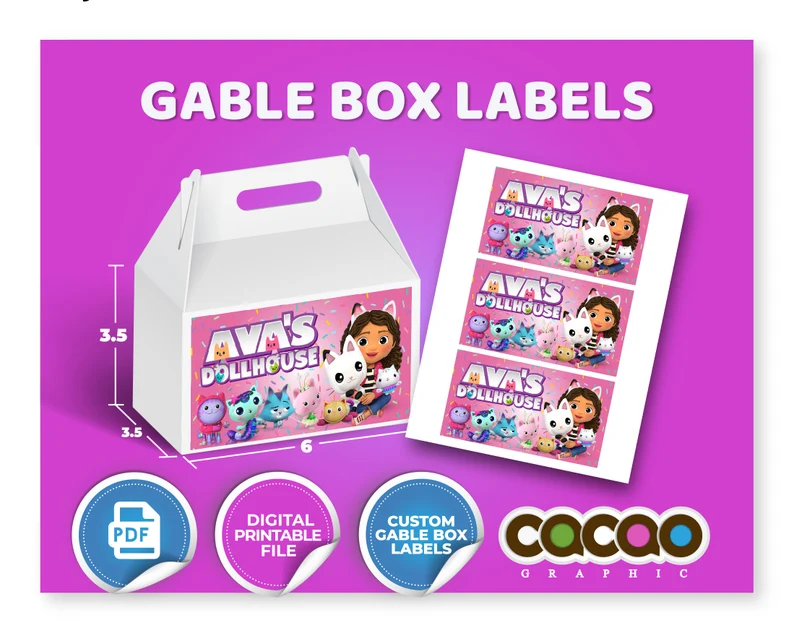 GABLE BOX LABELS
AVA'S
DOLLHOUSE
AVA'S
DOLLHOUSE
AVA'S
DOLLHOUSE
3.5
AVA'S
DOLLHOUSE
3.5
6
PDF
DIGITAL
PRINTABLE
FILE
CUSTOM
GABLE BOX
LABELS
cacao
GRAPHIC